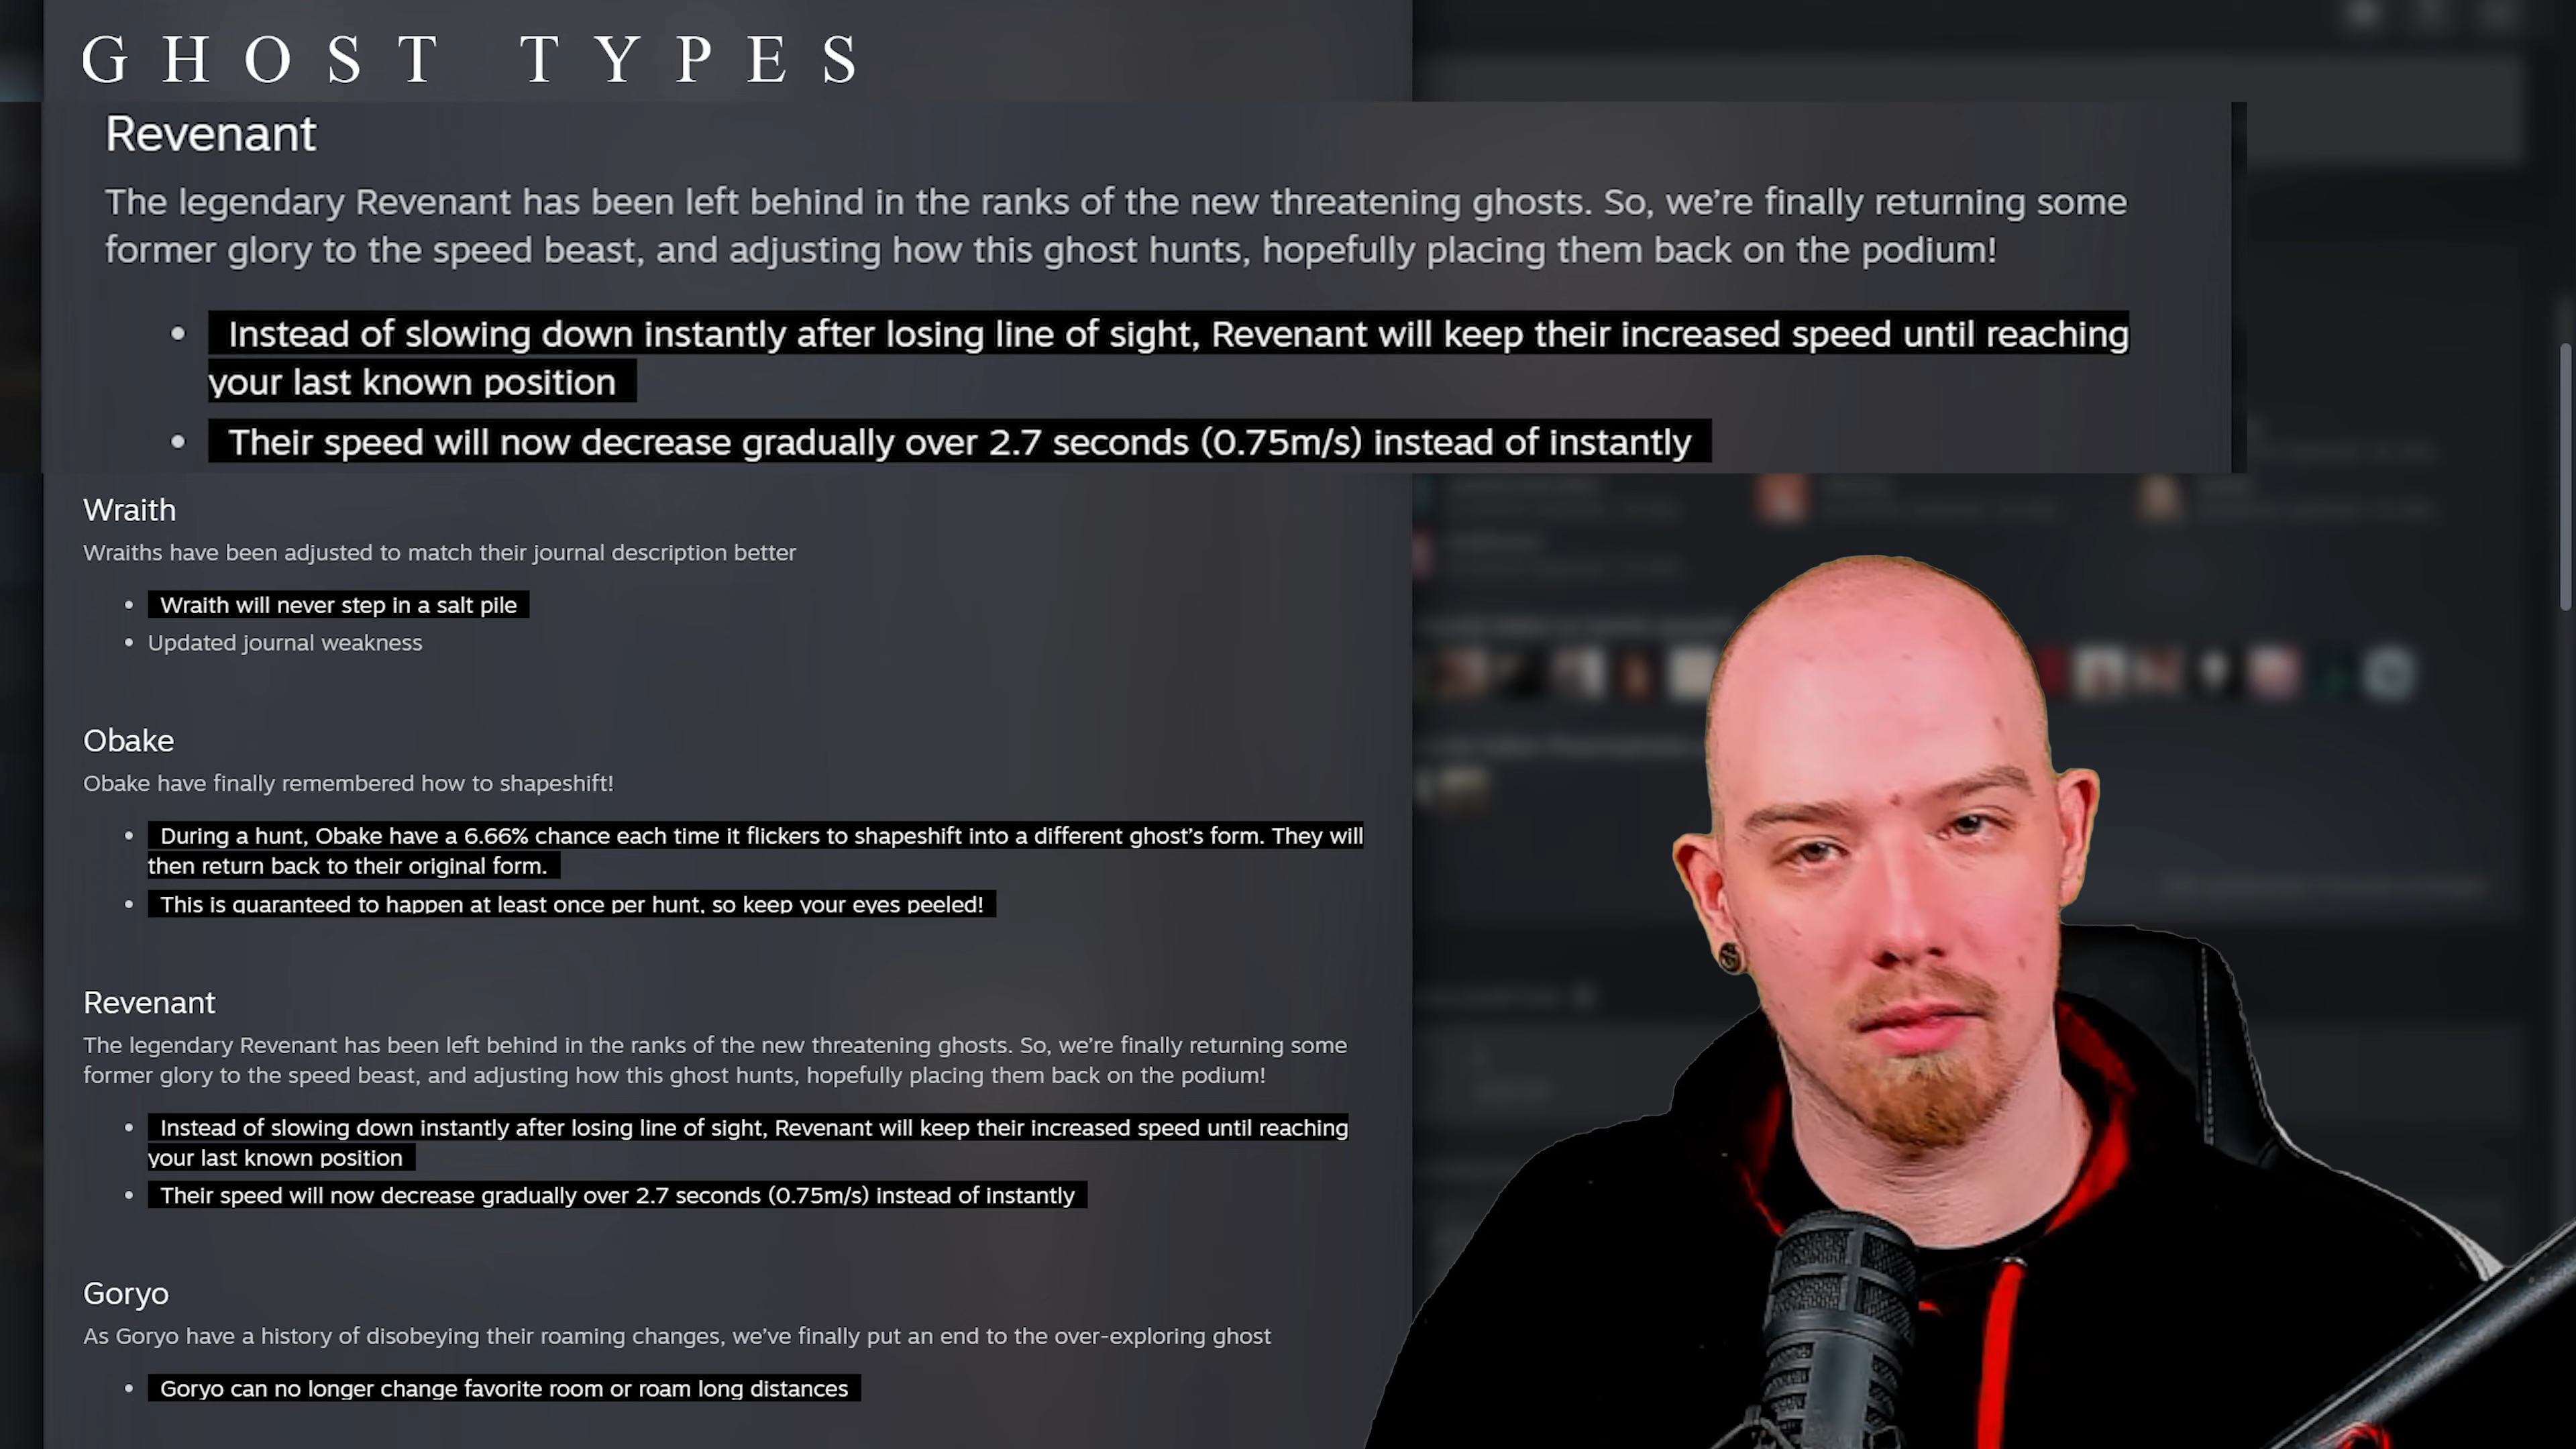 GHOST TYPES
Revenant
The legendary Revenant has been left behind in the ranks of the new threatening ghosts. So, we're finally returning some
former glory to the speed beast, and adjusting how this ghost hunts, hopefully placing them back on the podium!
• Instead of slowing down instantly after losing line of sight, Revenant will keep their increased speed until reaching
your last known position
• Their speed will now decrease gradually over 2.7 seconds (0.75m/s) instead of instantly
Wraith
Wraiths have been adjusted to match their journal description better
• Wraith will never step in a salt pile
• Updated journal weakness
Obake
Obake have finally remembered how to shapeshift!
• During a hunt, Obake have a 6.66% chance each time it flickers to shapeshift into a different ghost's form. They will
then return back to their original form.
• This is guaranteed to happen at least once per hunt, so keep your eyes peeled!
Revenant
The legendary Revenant has been left behind in the ranks of the new threatening ghosts. So, we're finally returning some
former glory to the speed beast, and adjusting how this ghost hunts, hopefully placing them back on the podium!
• Instead of slowing down instantly after losing line of sight, Revenant will keep their increased speed until reaching
your last known position
• Their speed will now decrease gradually over 2.7 seconds (0.75m/s) instead of instantly
Goryo
As Goryo have a history of disobeying their roaming changes, we've finally put an end to the over-exploring ghost
• Goryo can no longer change favorite room or roam long distances